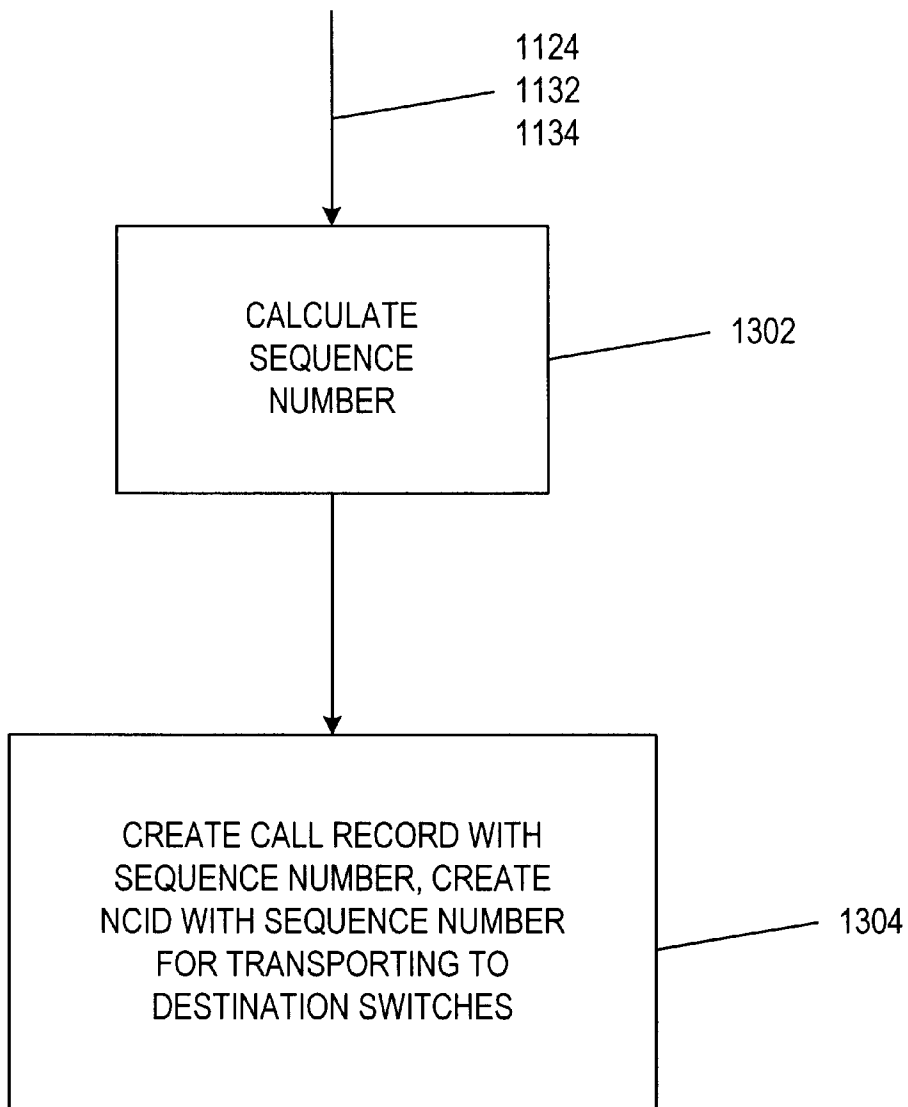 1124
1132
1134
CALCULATE
SEQUENCE
NUMBER
1302
CREATE CALL RECORD WITH
SEQUENCE NUMBER, CREATE
NCID WITH SEQUENCE NUMBER
FOR TRANSPORTING TO
DESTINATION SWITCHES
1304